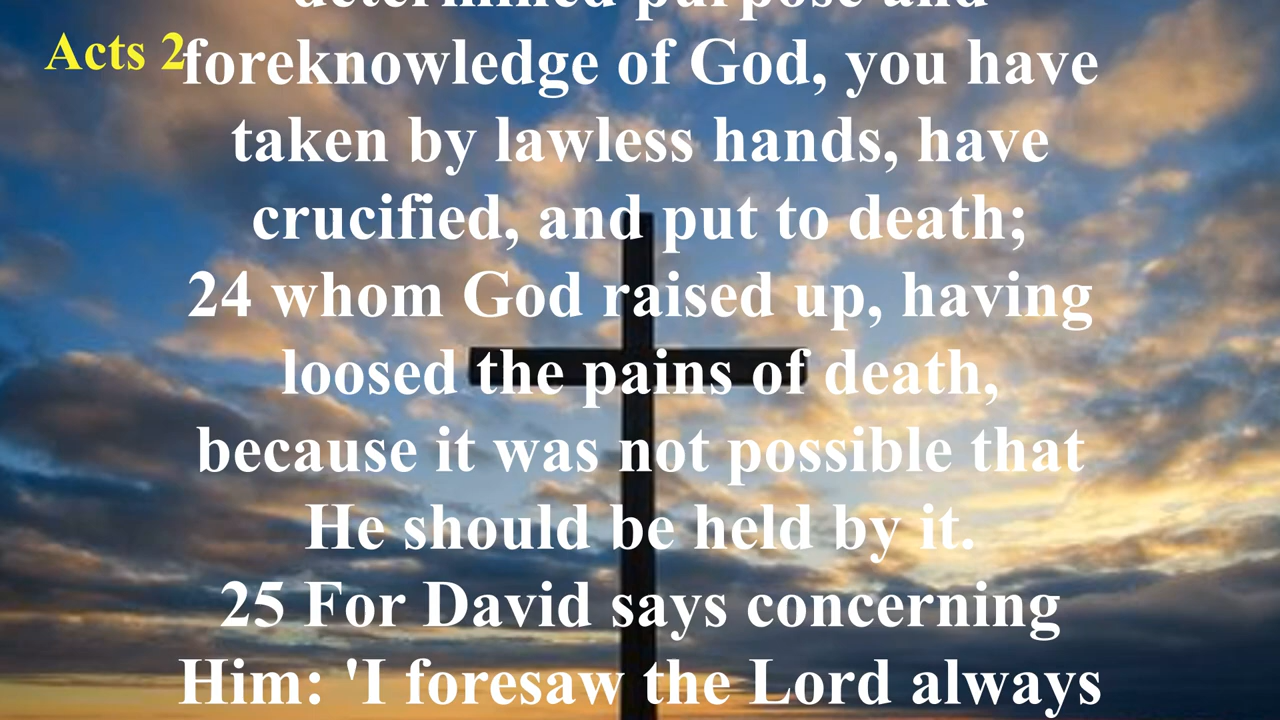 determined purpose and
Acts 2
foreknowledge of God, you have
taken by lawless hands, have
crucified, and put to death;
24 whom God raised up, having
loosed the pains of death,
because it was not possible that
He should be held by it.
25 For David says concerning
Him: 'I foresaw the Lord always